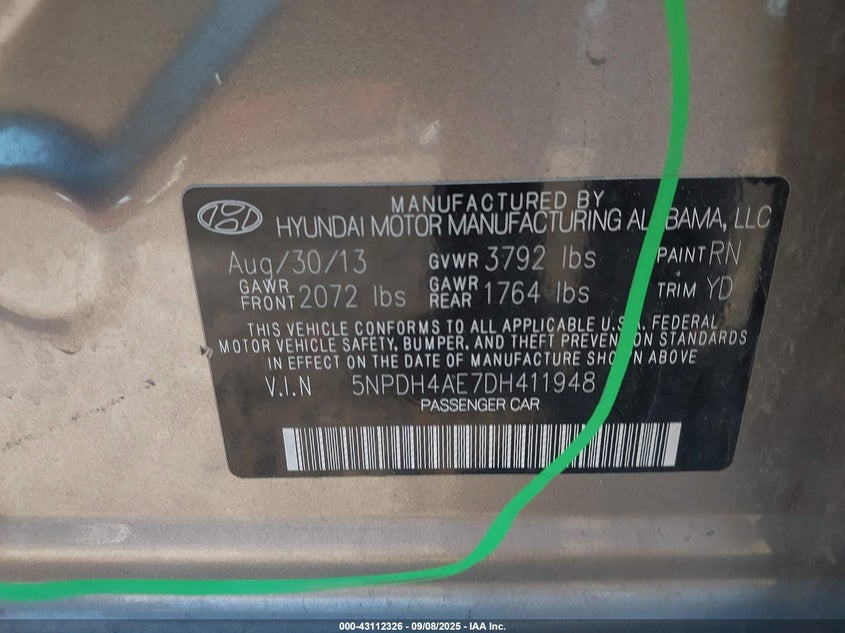 MANUFACTURED BY
HYUNDAI MOTOR MANUFACTURING ALABAMA, LLC
Aug/30/13 GVWR 3792 lbs PAINT RN
GAWR FRONT 2072 lbs GAWR REAR 1764 lbs TRIM YD
THIS VEHICLE CONFORMS TO ALL APPLICABLE U.S.A. FEDERAL
MOTOR VEHICLE SAFETY, BUMPER, AND THEFT PREVENTION STANDARDS
IN EFFECT ON THE DATE OF MANUFACTURE SHOWN ABOVE
V.I.N 5NPDH4AE7DH411948
PASSENGER CAR
000-43112326 - 09/08/2025 - IAA Inc.